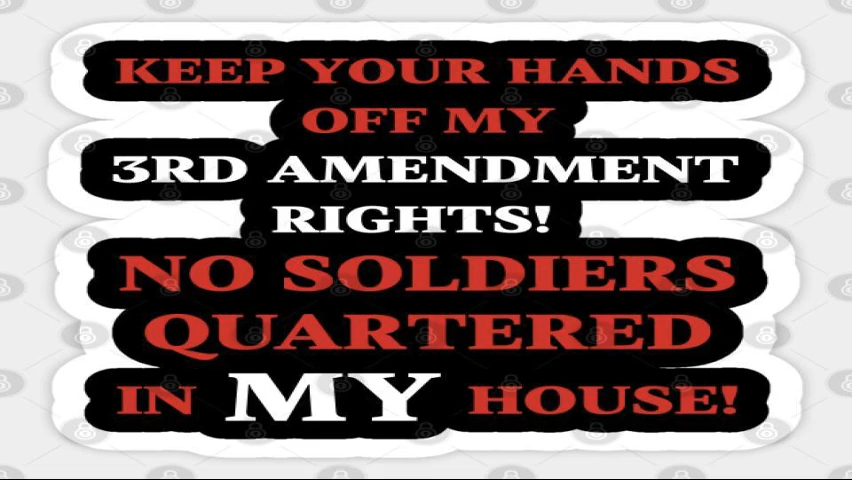 KEEP YOUR HANDS
OFF MY
3RD AMENDMENT
RIGHTS!
NO SOLDIERS
QUARTERED
IN MY HOUSE!